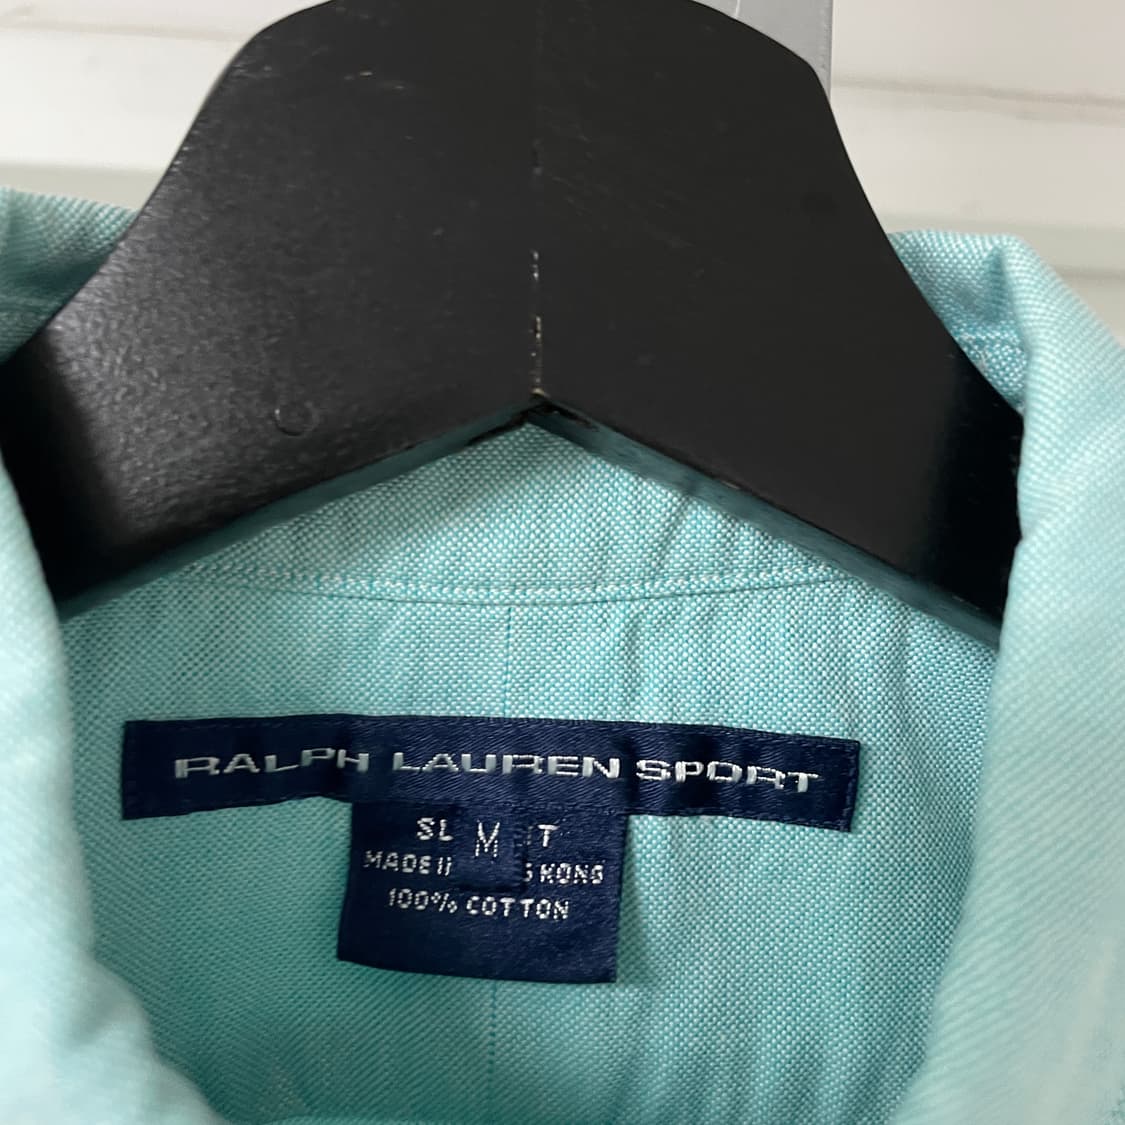 RALPH LAUREN SPORT
M
SL
MADE
KONG
100% COTTON